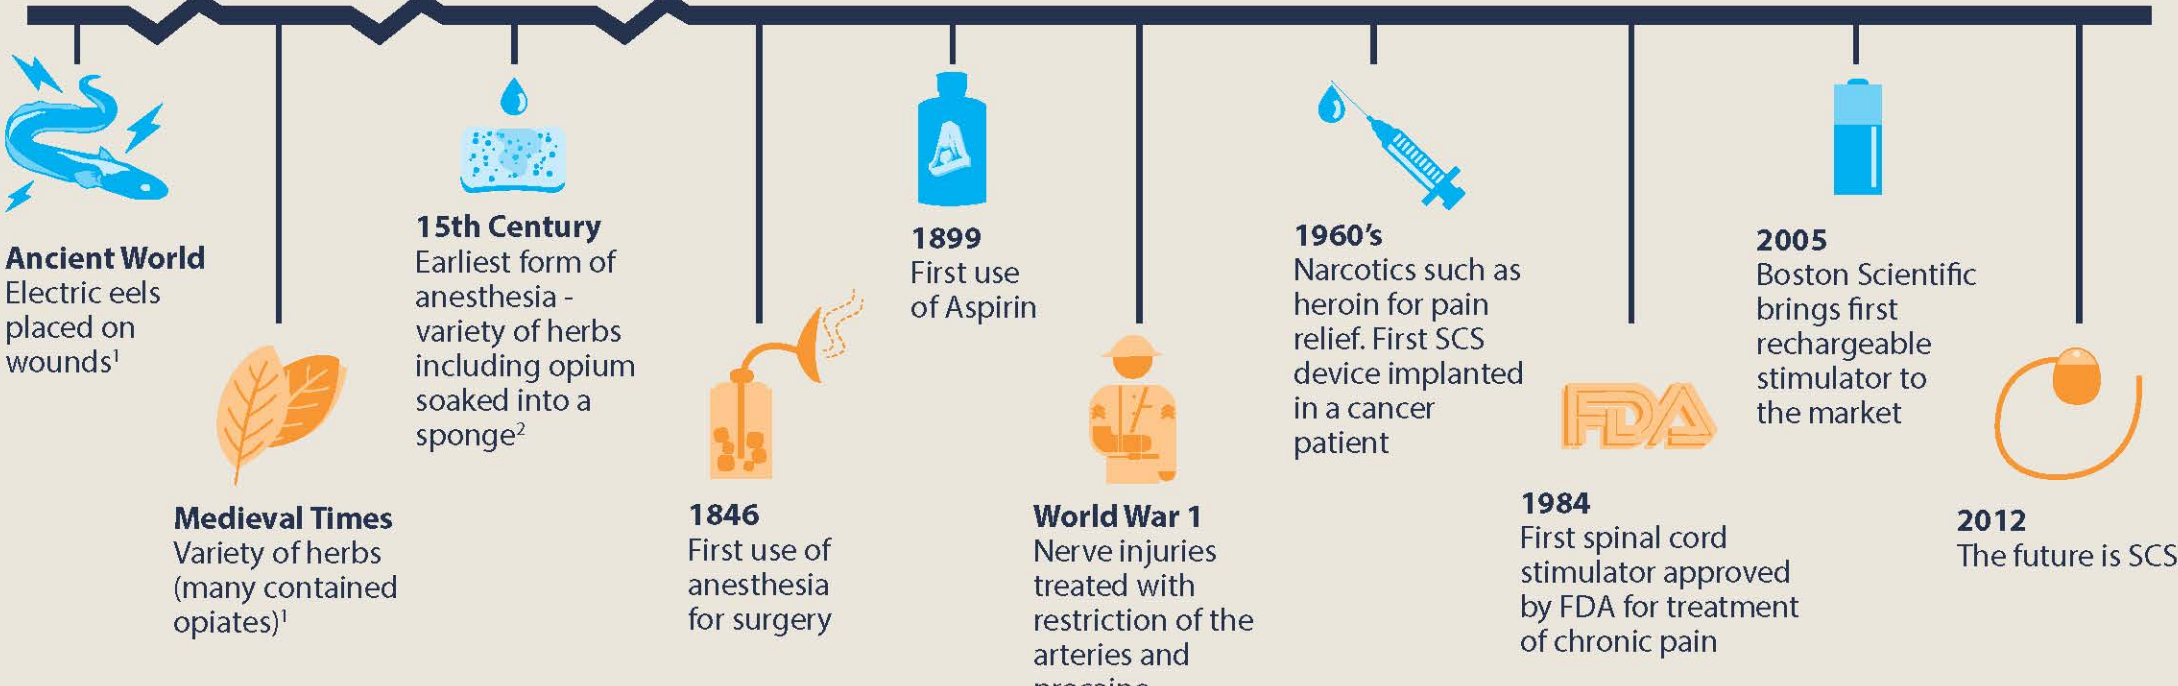 Ancient World
Electric eels
placed on
wounds¹
Medieval Times
Variety of herbs
(many contained
opiates)¹
15th Century
Earliest form of
anesthesia -
variety of herbs
including opium
soaked into a
sponge²
1846
First use of
anesthesia
for surgery
A
1899
First use
of Aspirin
World War 1
Nerve injuries
treated with
restriction of the
arteries and
1960’s
Narcotics such as
heroin for pain
relief. First SCS
device implanted
in a cancer
patient
FDA
1984
First spinal cord
stimulator approved
by FDA for treatment
of chronic pain
2005
Boston Scientific
brings first
rechargeable
stimulator to
the market
2012
The future is SCS